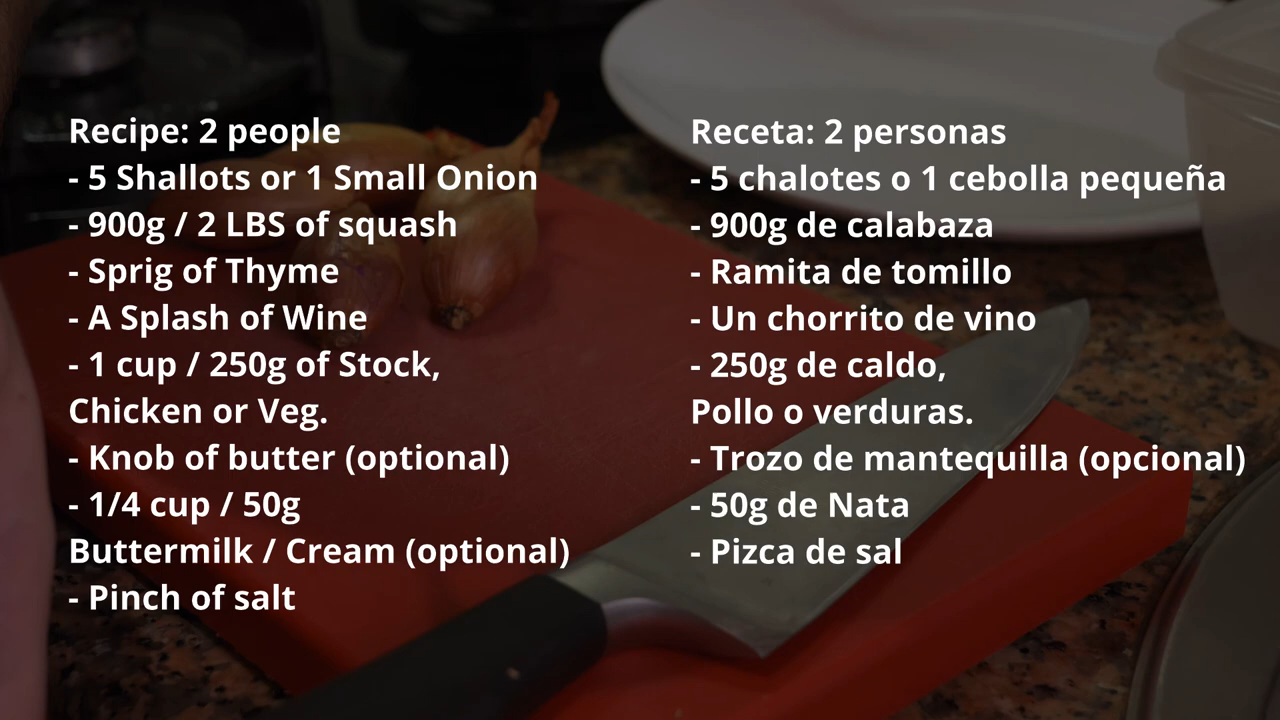 Recipe: 2 people
- 5 Shallots or 1 Small Onion
- 900g / 2 LBS of squash
- Sprig of Thyme
- A Splash of Wine
- 1 cup / 250g of Stock,
Chicken or Veg.
- Knob of butter (optional)
- 1/4 cup / 50g
Buttermilk / Cream (optional)
- Pinch of salt
Receta: 2 personas
- 5 chalotes o 1 cebolla pequeña
- 900g de calabaza
- Ramita de tomillo
- Un chorrito de vino
- 250g de caldo,
Pollo o verduras.
- Trozo de mantequilla (opcional)
- 50g de Nata
- Pizca de sal